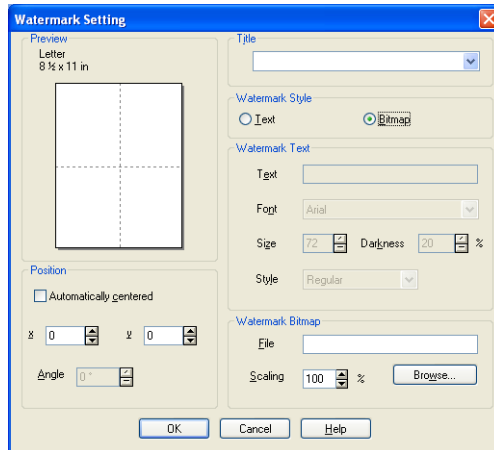 Watermark Setting
Preview
Letter
8 ½ x 11 in
Title
Watermark Style
Text
Bitmap
Watermark Text
Text
Font
Arial
Size
72
Darkness
20
%
Style
Regular
Position
Automatically centered
x
0
y
0
Angle
0 °
Watermark Bitmap
File
Scaling
100
%
Browse...
OK
Cancel
Help